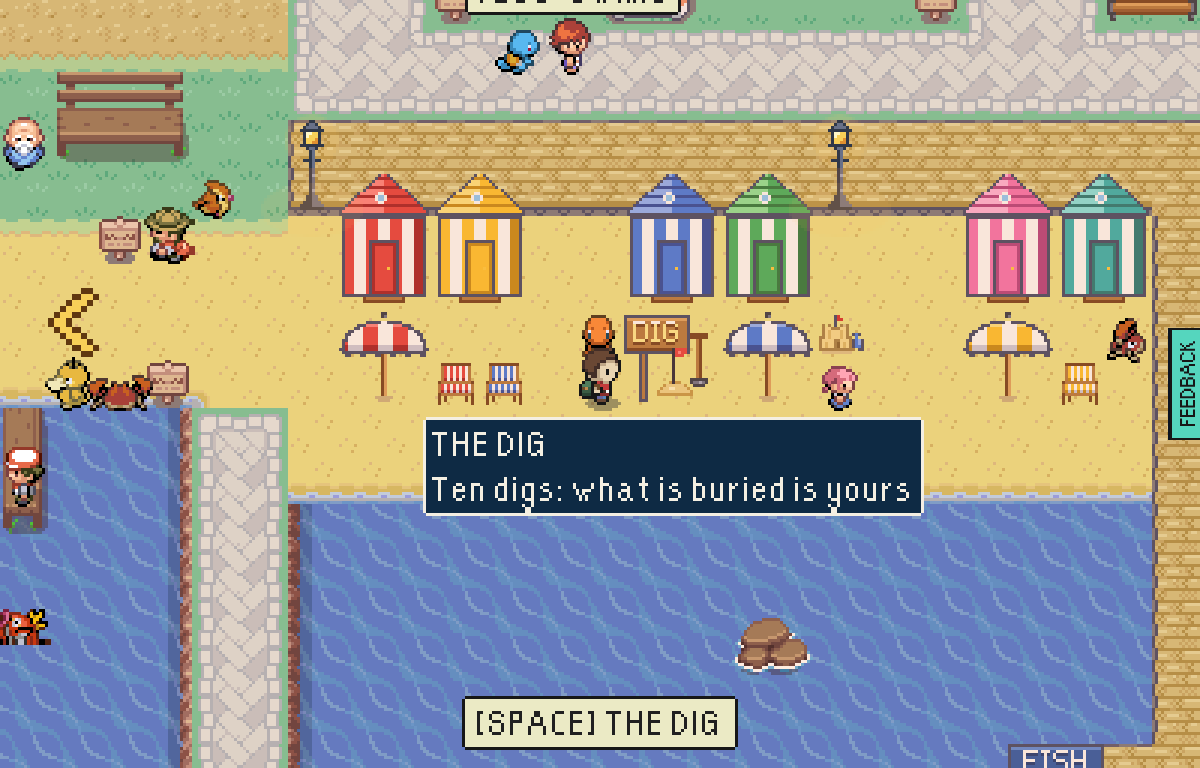 DIG
FEEDBACK
THE DIG
Ten digs: what is buried is yours
[SPACE] THE DIG
FISH